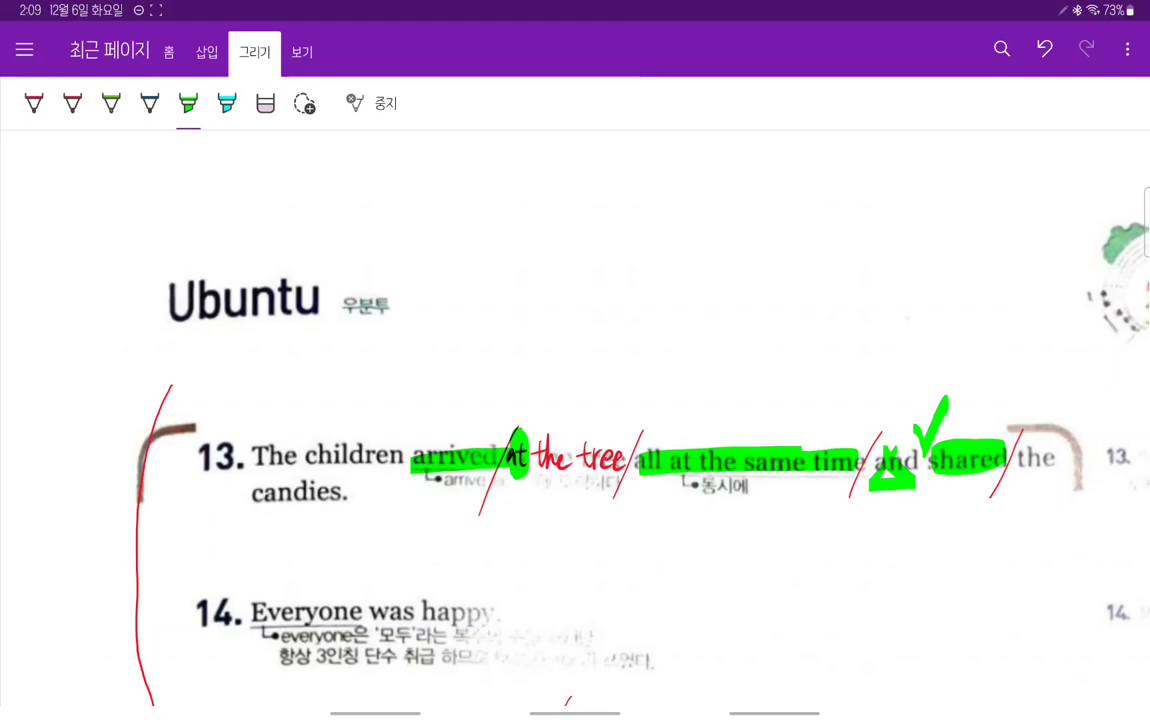 2:09 12월 6일 화요일 73%
최근 페이지 홈 삽입 그리기 보기
중지
Ubuntu 우분투
13. The children arrived at the tree all at the same time and shared the 13.
arrive 동시에
candies.
14. Everyone was happy. 14.
everyone은 '모두'라는
항상 3인칭 단수 취급